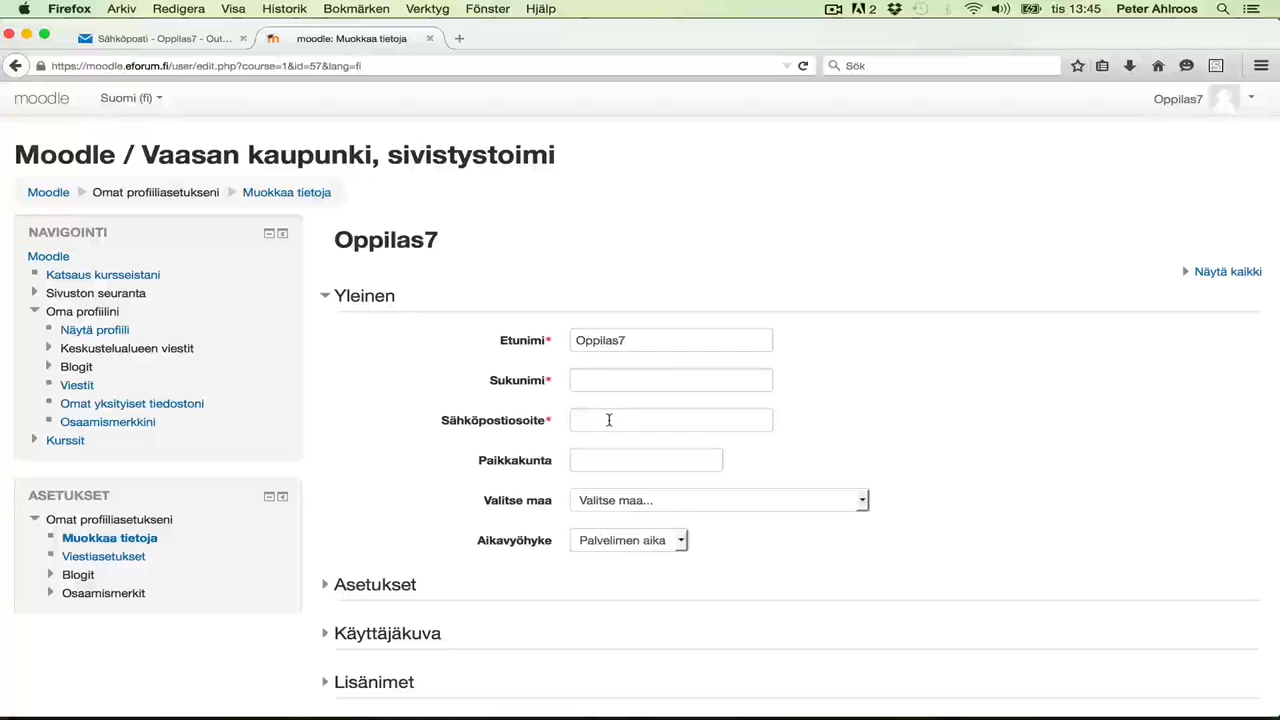 Firefox Arkiv Redigera Visa Historik Bokmärken Verktyg Fönster Hjälp 2 tis 13:45 Peter Ahlroos
Sähköposti - Oppilas7 - Out... moodle: Muokkaa tietoja
https://moodle.eforum.fi/user/edit.php?course=1&id=57&lang=fi Sök
moodle Suomi (fi) Oppilas7
Moodle / Vaasan kaupunki, sivistystoimi
Moodle Omat profiiliasetukseni Muokkaa tietoja
NAVIGOINTI
Moodle
Katsaus kursseistani
Sivuston seuranta
Oma profiilini
Näytä profiili
Keskustelualueen viestit
Blogit
Viestit
Omat yksityiset tiedostoni
Osaamismerkkini
Kurssit
ASETUKSET
Omat profiiliasetukseni
Muokkaa tietoja
Viestiasetukset
Blogit
Osaamismerkit
Oppilas7
Näytä kaikki
Yleinen
Etunimi* Oppilas7
Sukunimi*
Sähköpostiosoite*
Paikkakunta
Valitse maa Valitse maa...
Aikavyöhyke Palvelimen aika
Asetukset
Käyttäjäkuva
Lisänimet